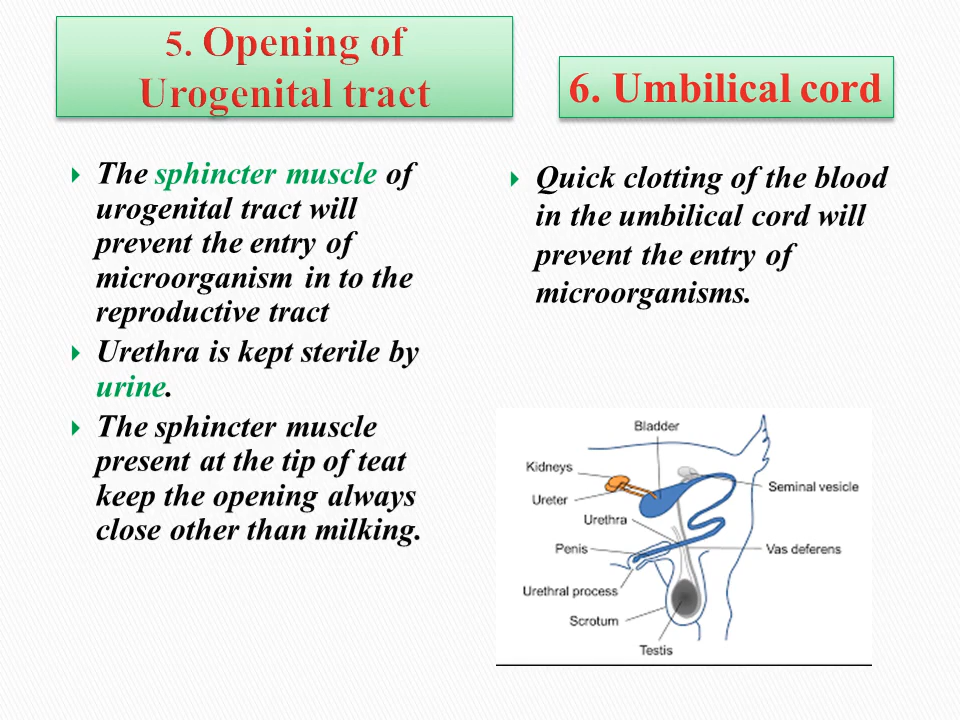 5. Opening of
Urogenital tract
The sphincter muscle of
urogenital tract will
prevent the entry of
microorganism in to the
reproductive tract
Urethra is kept sterile by
urine.
The sphincter muscle
present at the tip of teat
keep the opening always
close other than milking.
6. Umbilical cord
Quick clotting of the blood
in the umbilical cord will
prevent the entry of
microorganisms.
Bladder
Kidneys
Seminal vesicle
Ureter
Urethra
Penis
Vas deferens
Urethral process
Scrotum
Testis